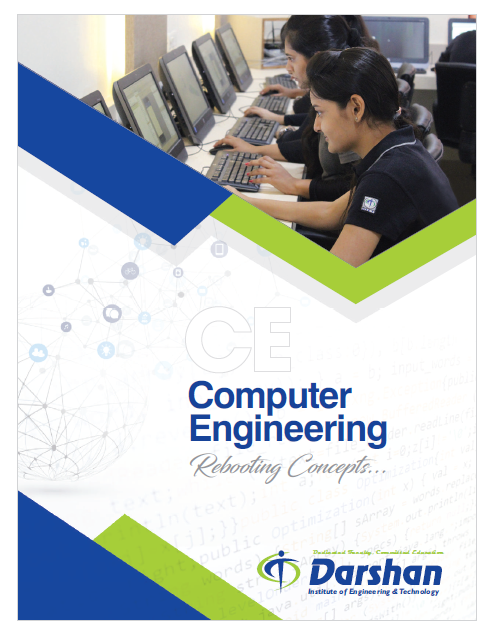 CE
Computer
Engineering
Rebooting Concepts...
Dedicated Faculty, Committed Education
Darshan
Institute of Engineering & Technology